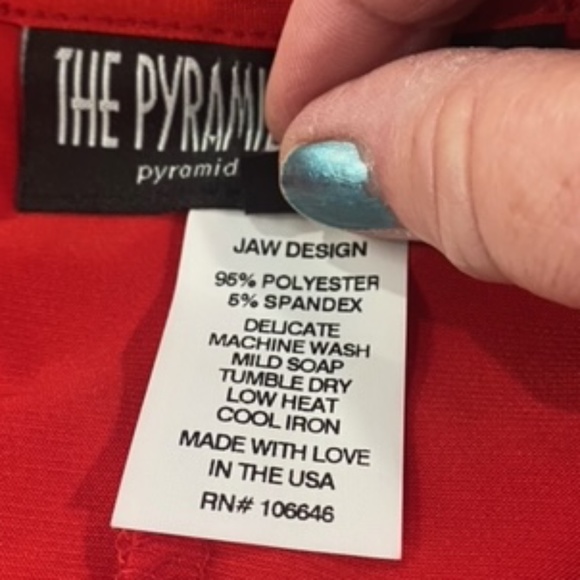 THE
pyramid
JAW DESIGN
95% POLYESTER
5% SPANDEX
DELICATE
MACHINE WASH
MILD SOAP
TUMBLE DRY
LOW HEAT
COOL IRON
MADE WITH LOVE
IN THE USA
RN# 106646